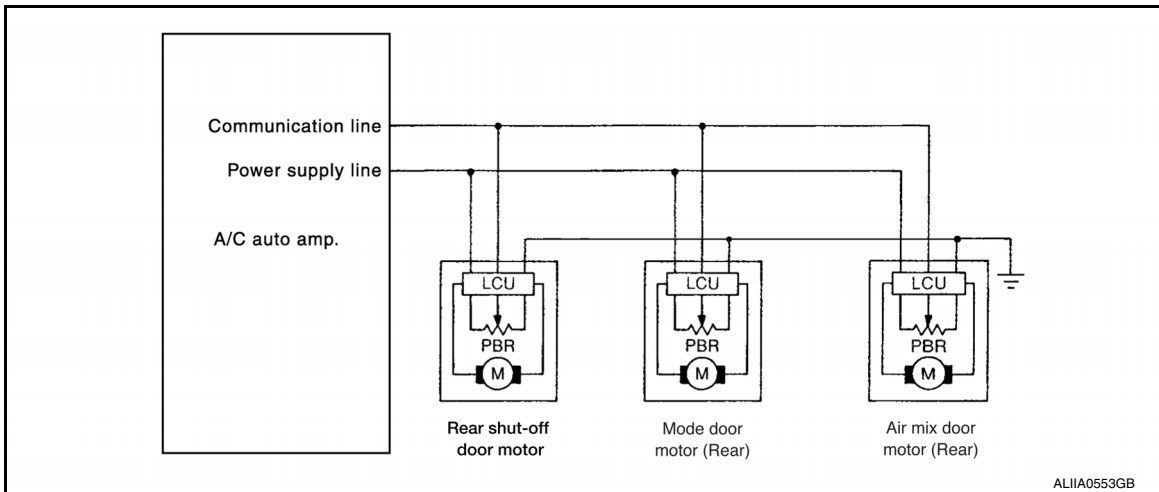 Communication line
Power supply line
A/C auto amp.
LCU
PBR
M
Rear shut-off
door motor
LCU
PBR
M
Mode door
motor (Rear)
LCU
PBR
M
Air mix door
motor (Rear)
ALIIA0553GB